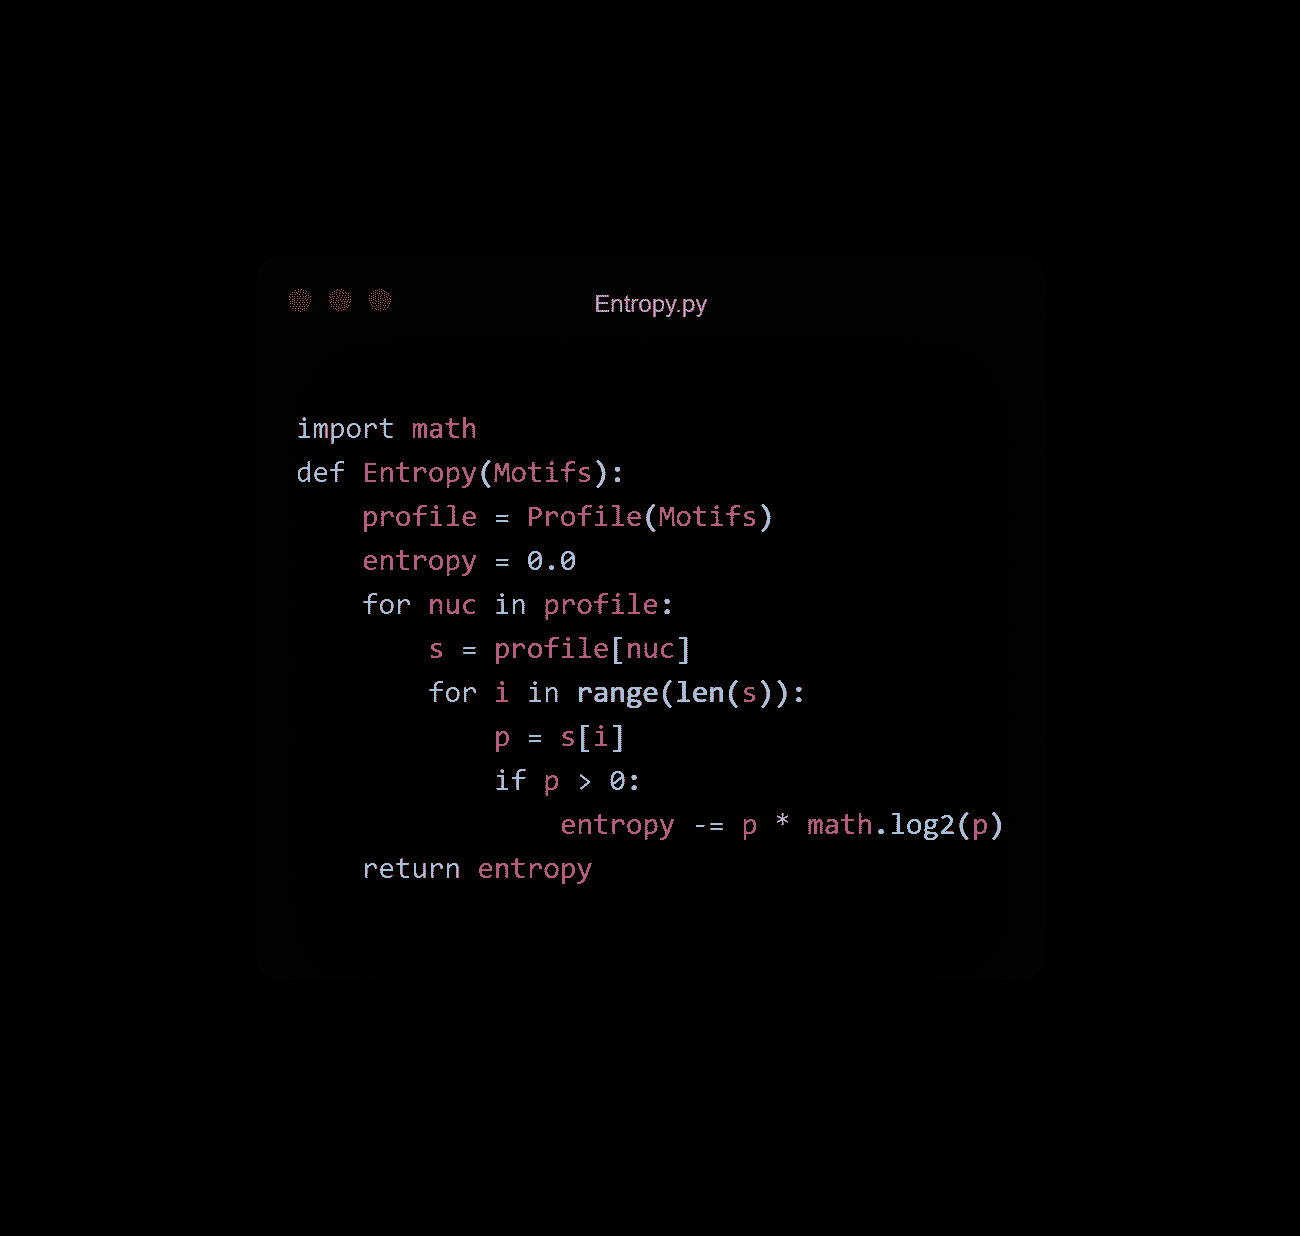 Entropy.py
import math
def Entropy(Motifs):
    profile = Profile(Motifs)
    entropy = 0.0
    for nuc in profile:
        s = profile[nuc]
        for i in range(len(s)):
            p = s[i]
            if p > 0:
                entropy -= p * math.log2(p)
    return entropy